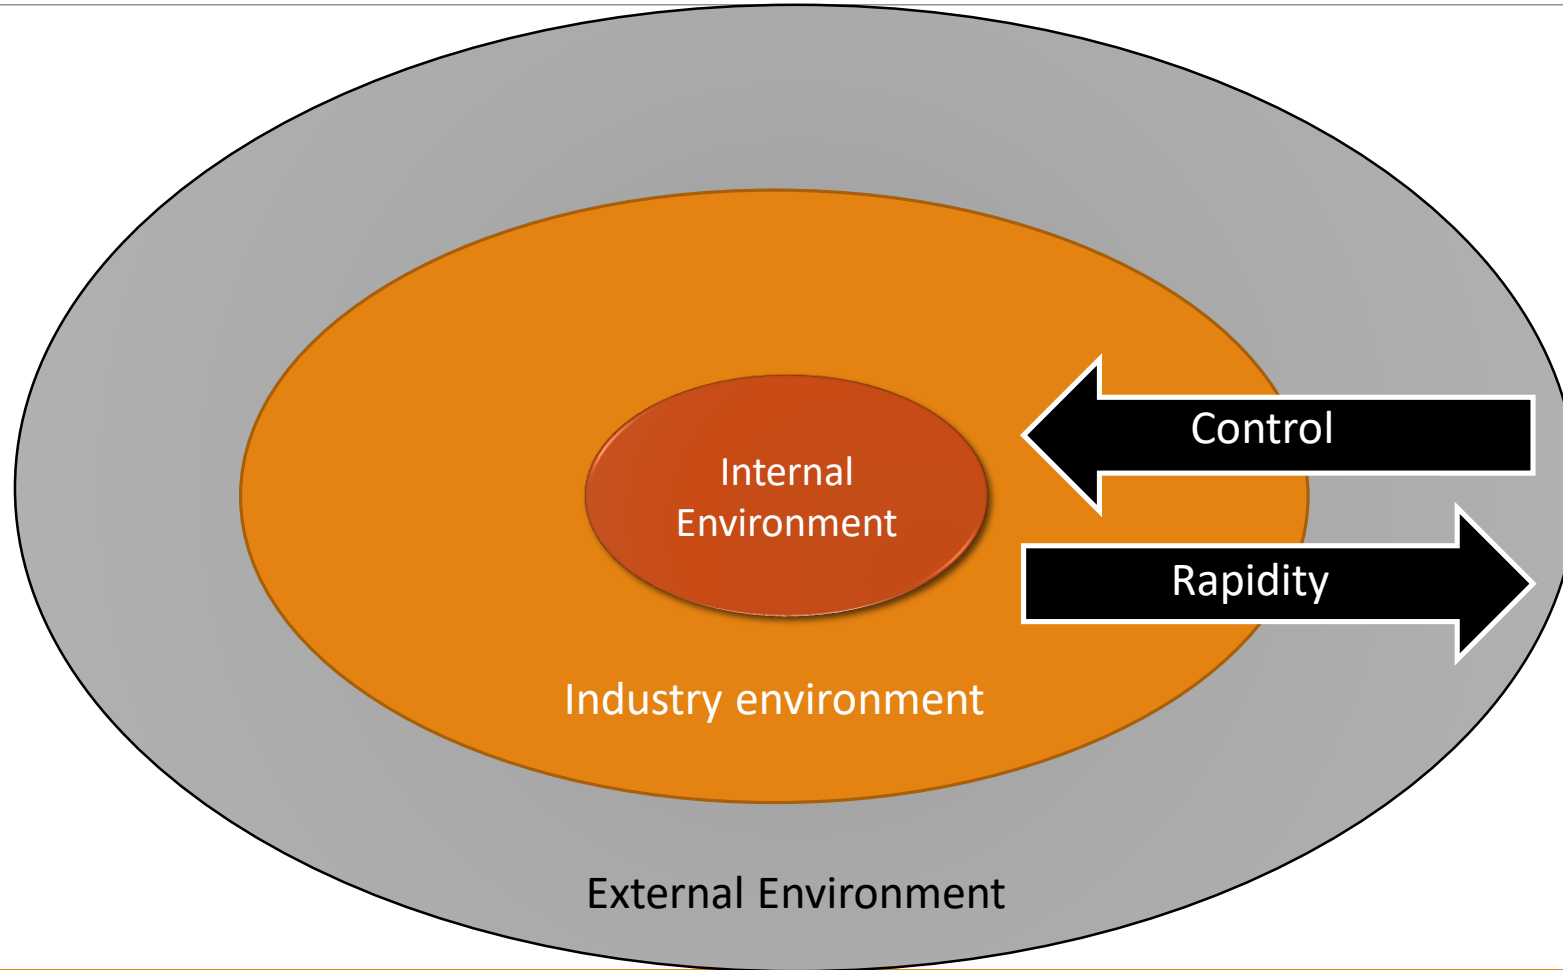 Control
Internal
Environment
Rapidity
Industry environment
External Environment